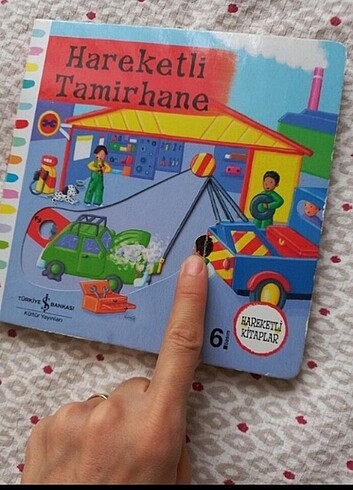 Hareketli
Tamirhane
TÜRKİYE İŞ BANKASI
Kültür Yayınları
6
HAREKETLİ
KİTAPLAR